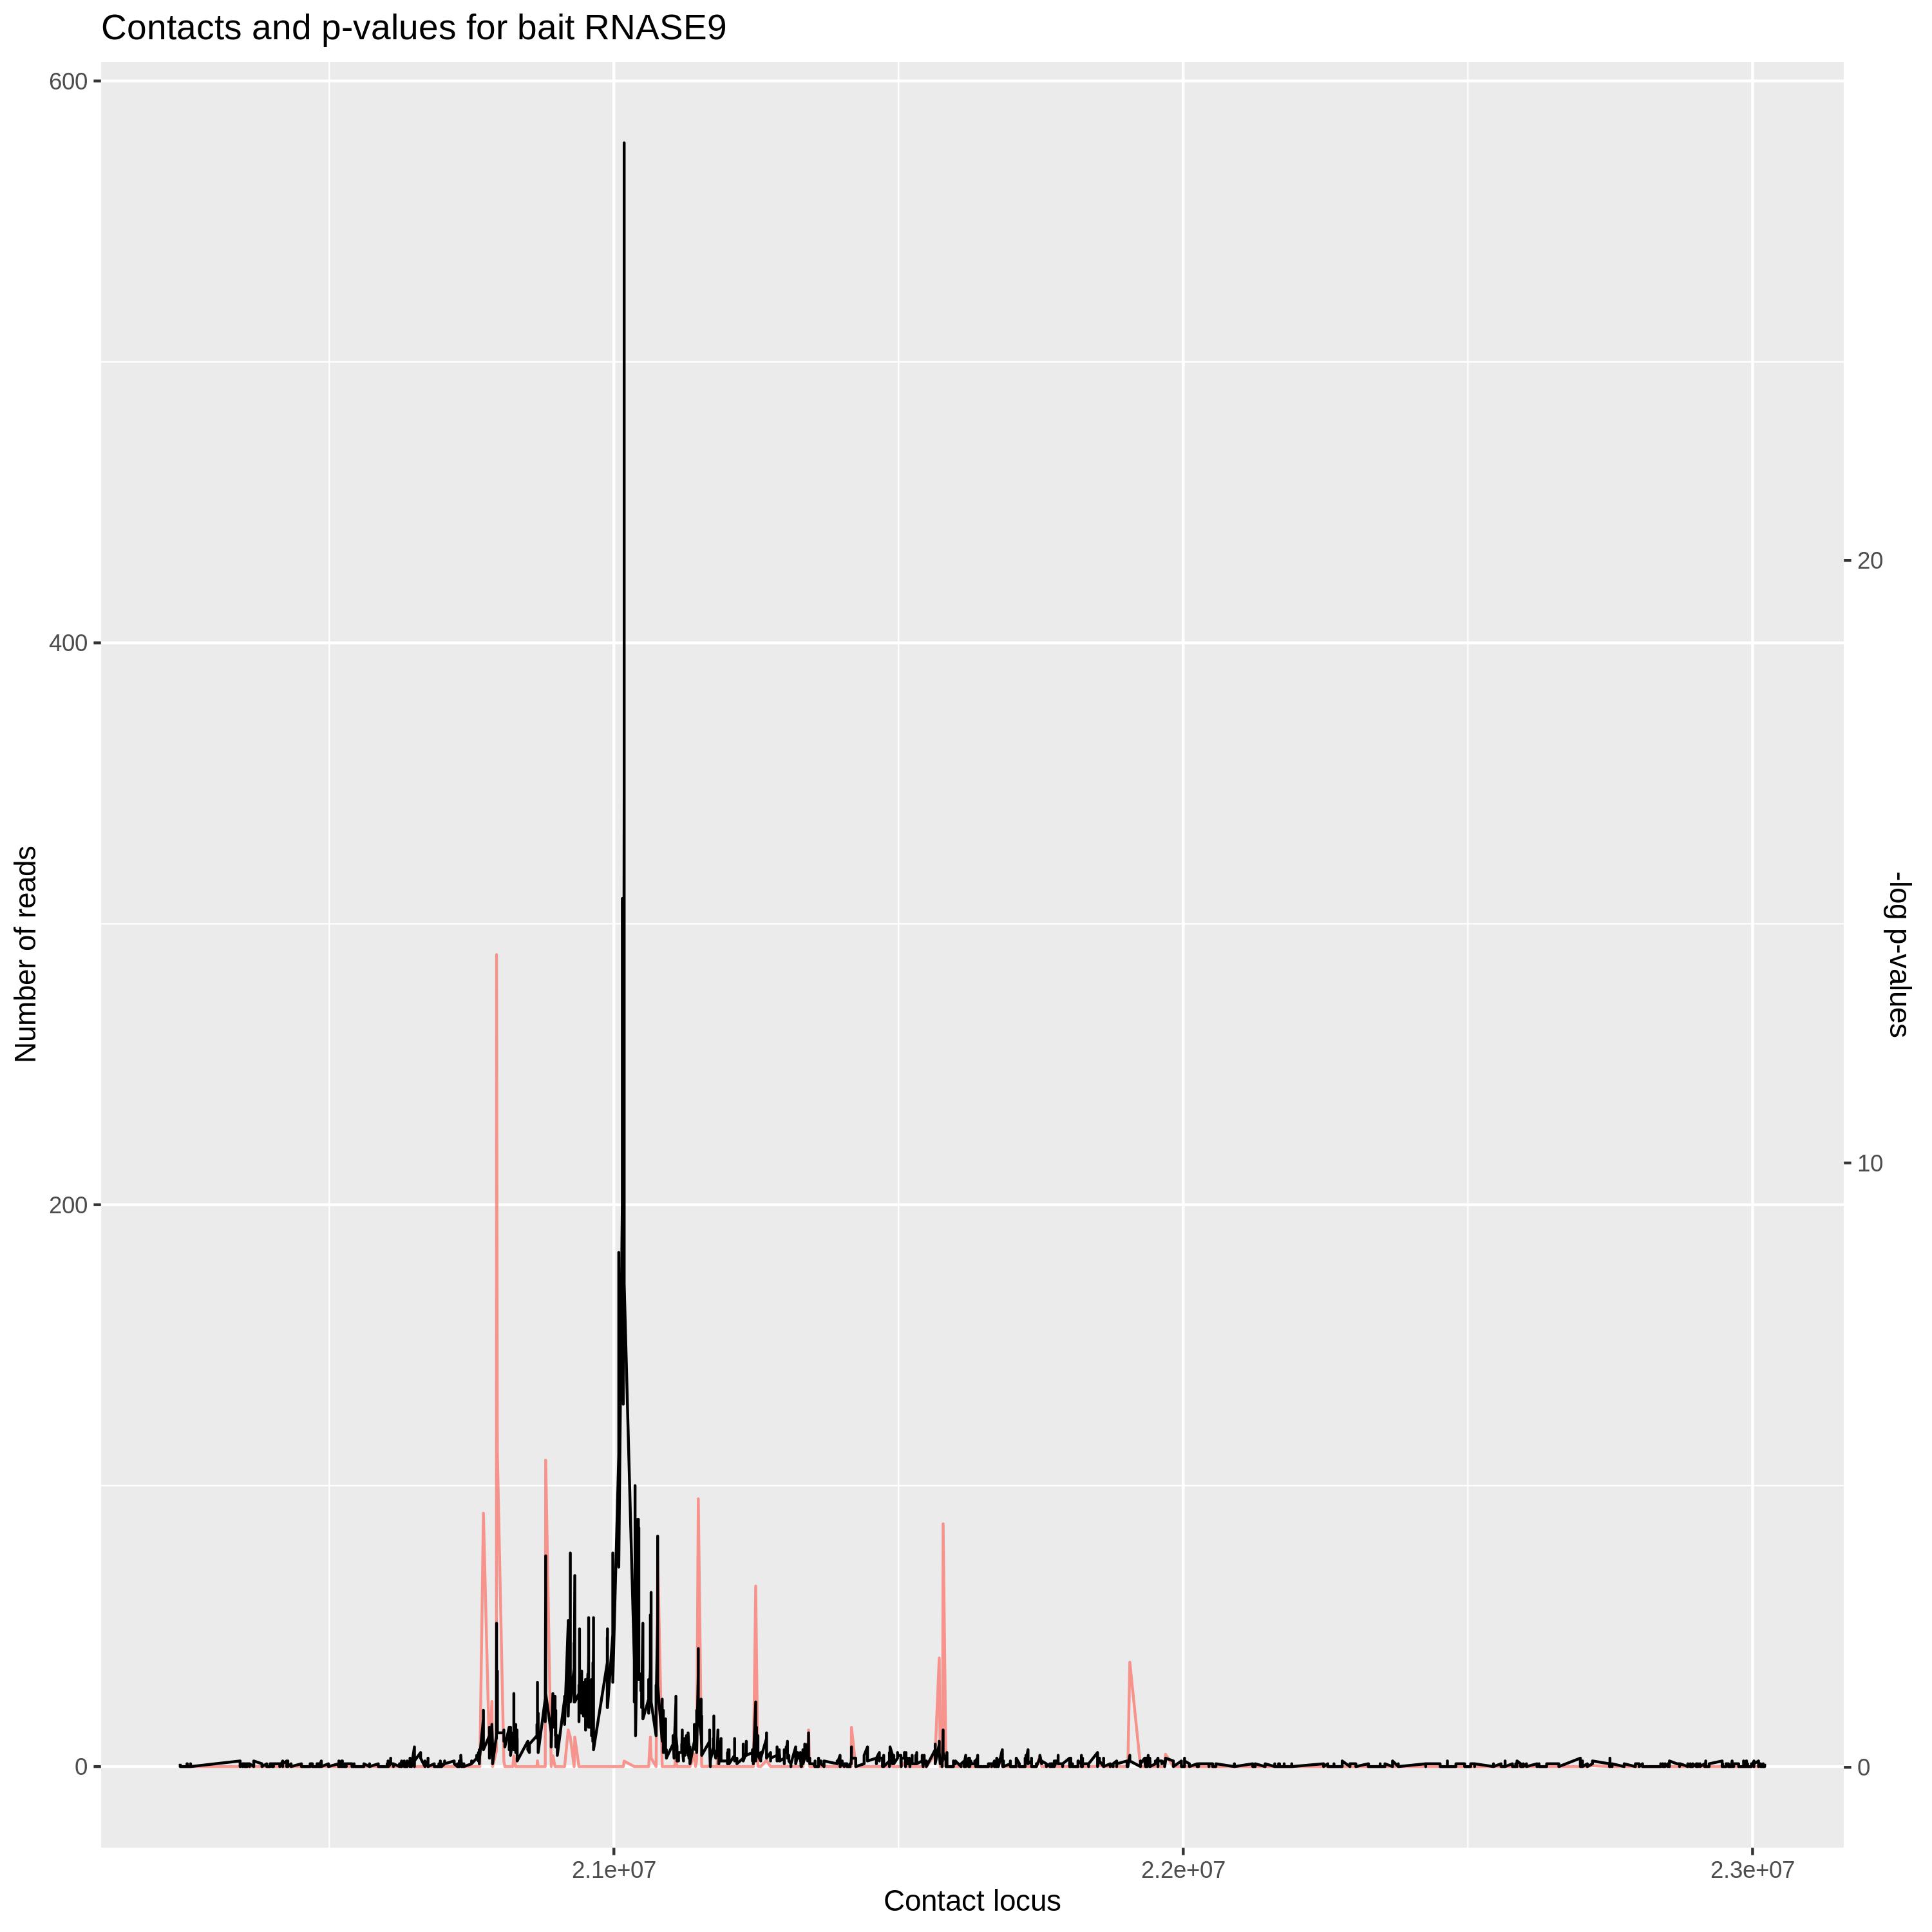 Contacts and p-values for bait RNASE9
600
400
200
0
Number of reads
20
10
0
-log p-values
2.1e+07
2.2e+07
2.3e+07
Contact locus